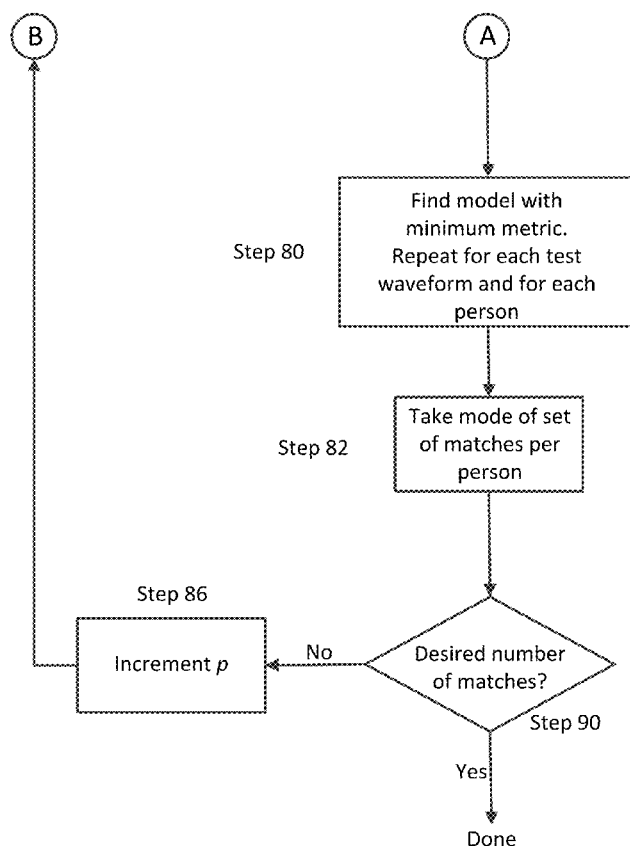 B
A
Step 80
Find model with
minimum metric.
Repeat for each test
waveform and for each
person
Step 82
Take mode of set
of matches per
person
Step 86
Increment p
No
Desired number
of matches?
Step 90
Yes
Done